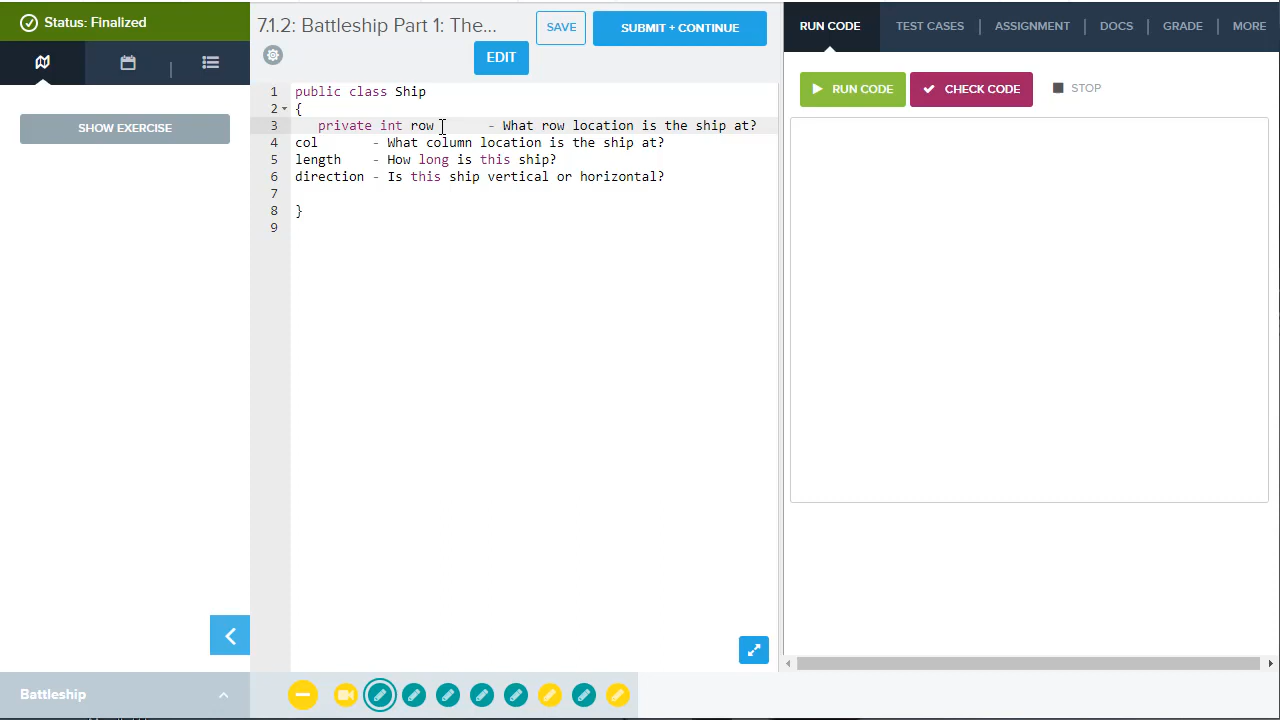 Status: Finalized
7.1.2: Battleship Part 1: The...
SAVE
SUBMIT + CONTINUE
EDIT
RUN CODE
TEST CASES
ASSIGNMENT
DOCS
GRADE
MORE
SHOW EXERCISE
RUN CODE
CHECK CODE
STOP
1 public class Ship
2 {
3 private int row - What row location is the ship at?
4 col - What column location is the ship at?
5 length - How long is this ship?
6 direction - Is this ship vertical or horizontal?
7
8 }
9
Battleship